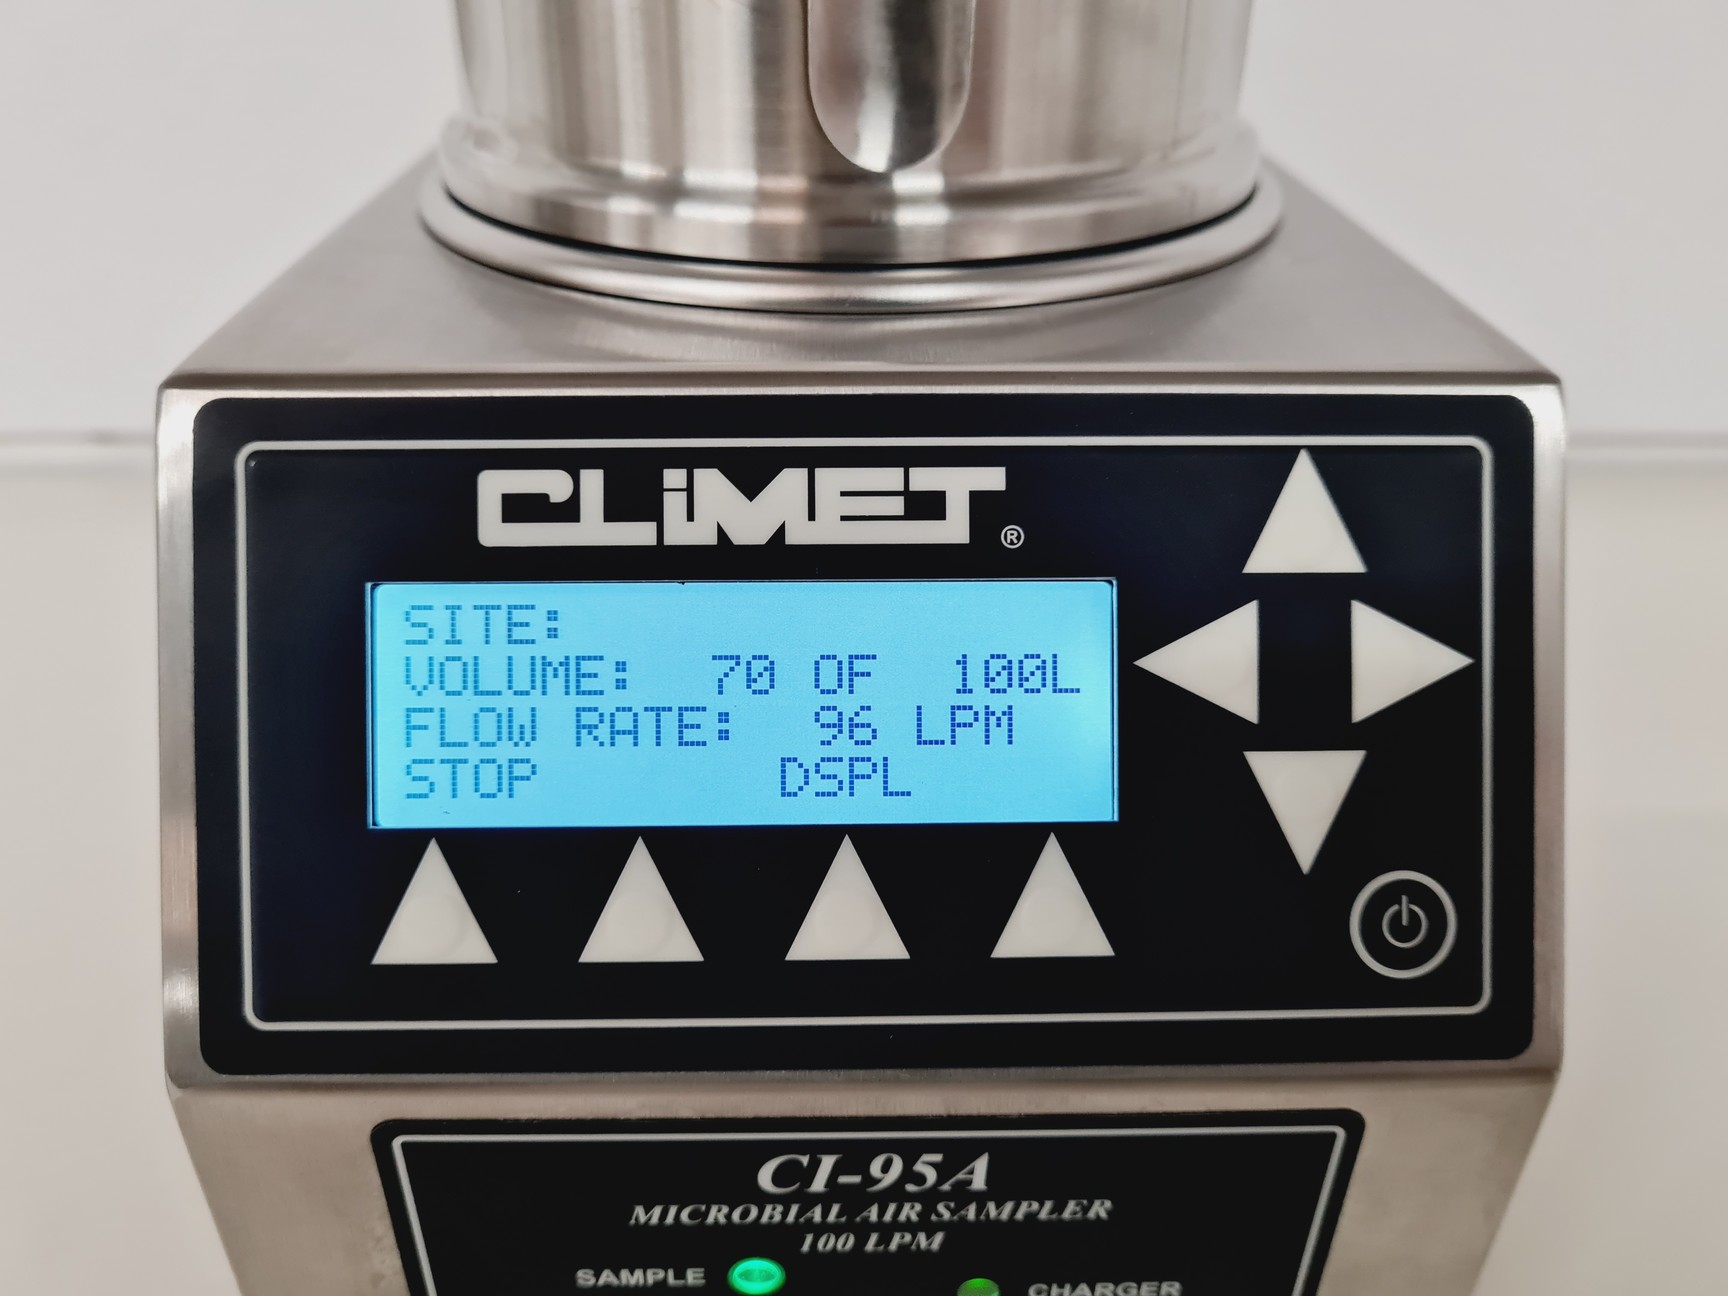 CLiMET®
SITE:
VOLUME: 70 OF 100L
FLOW RATE: 96 LPM
STOP DSPL
CI-95A
MICROBIAL AIR SAMPLER
100 LPM
SAMPLE CHARGER